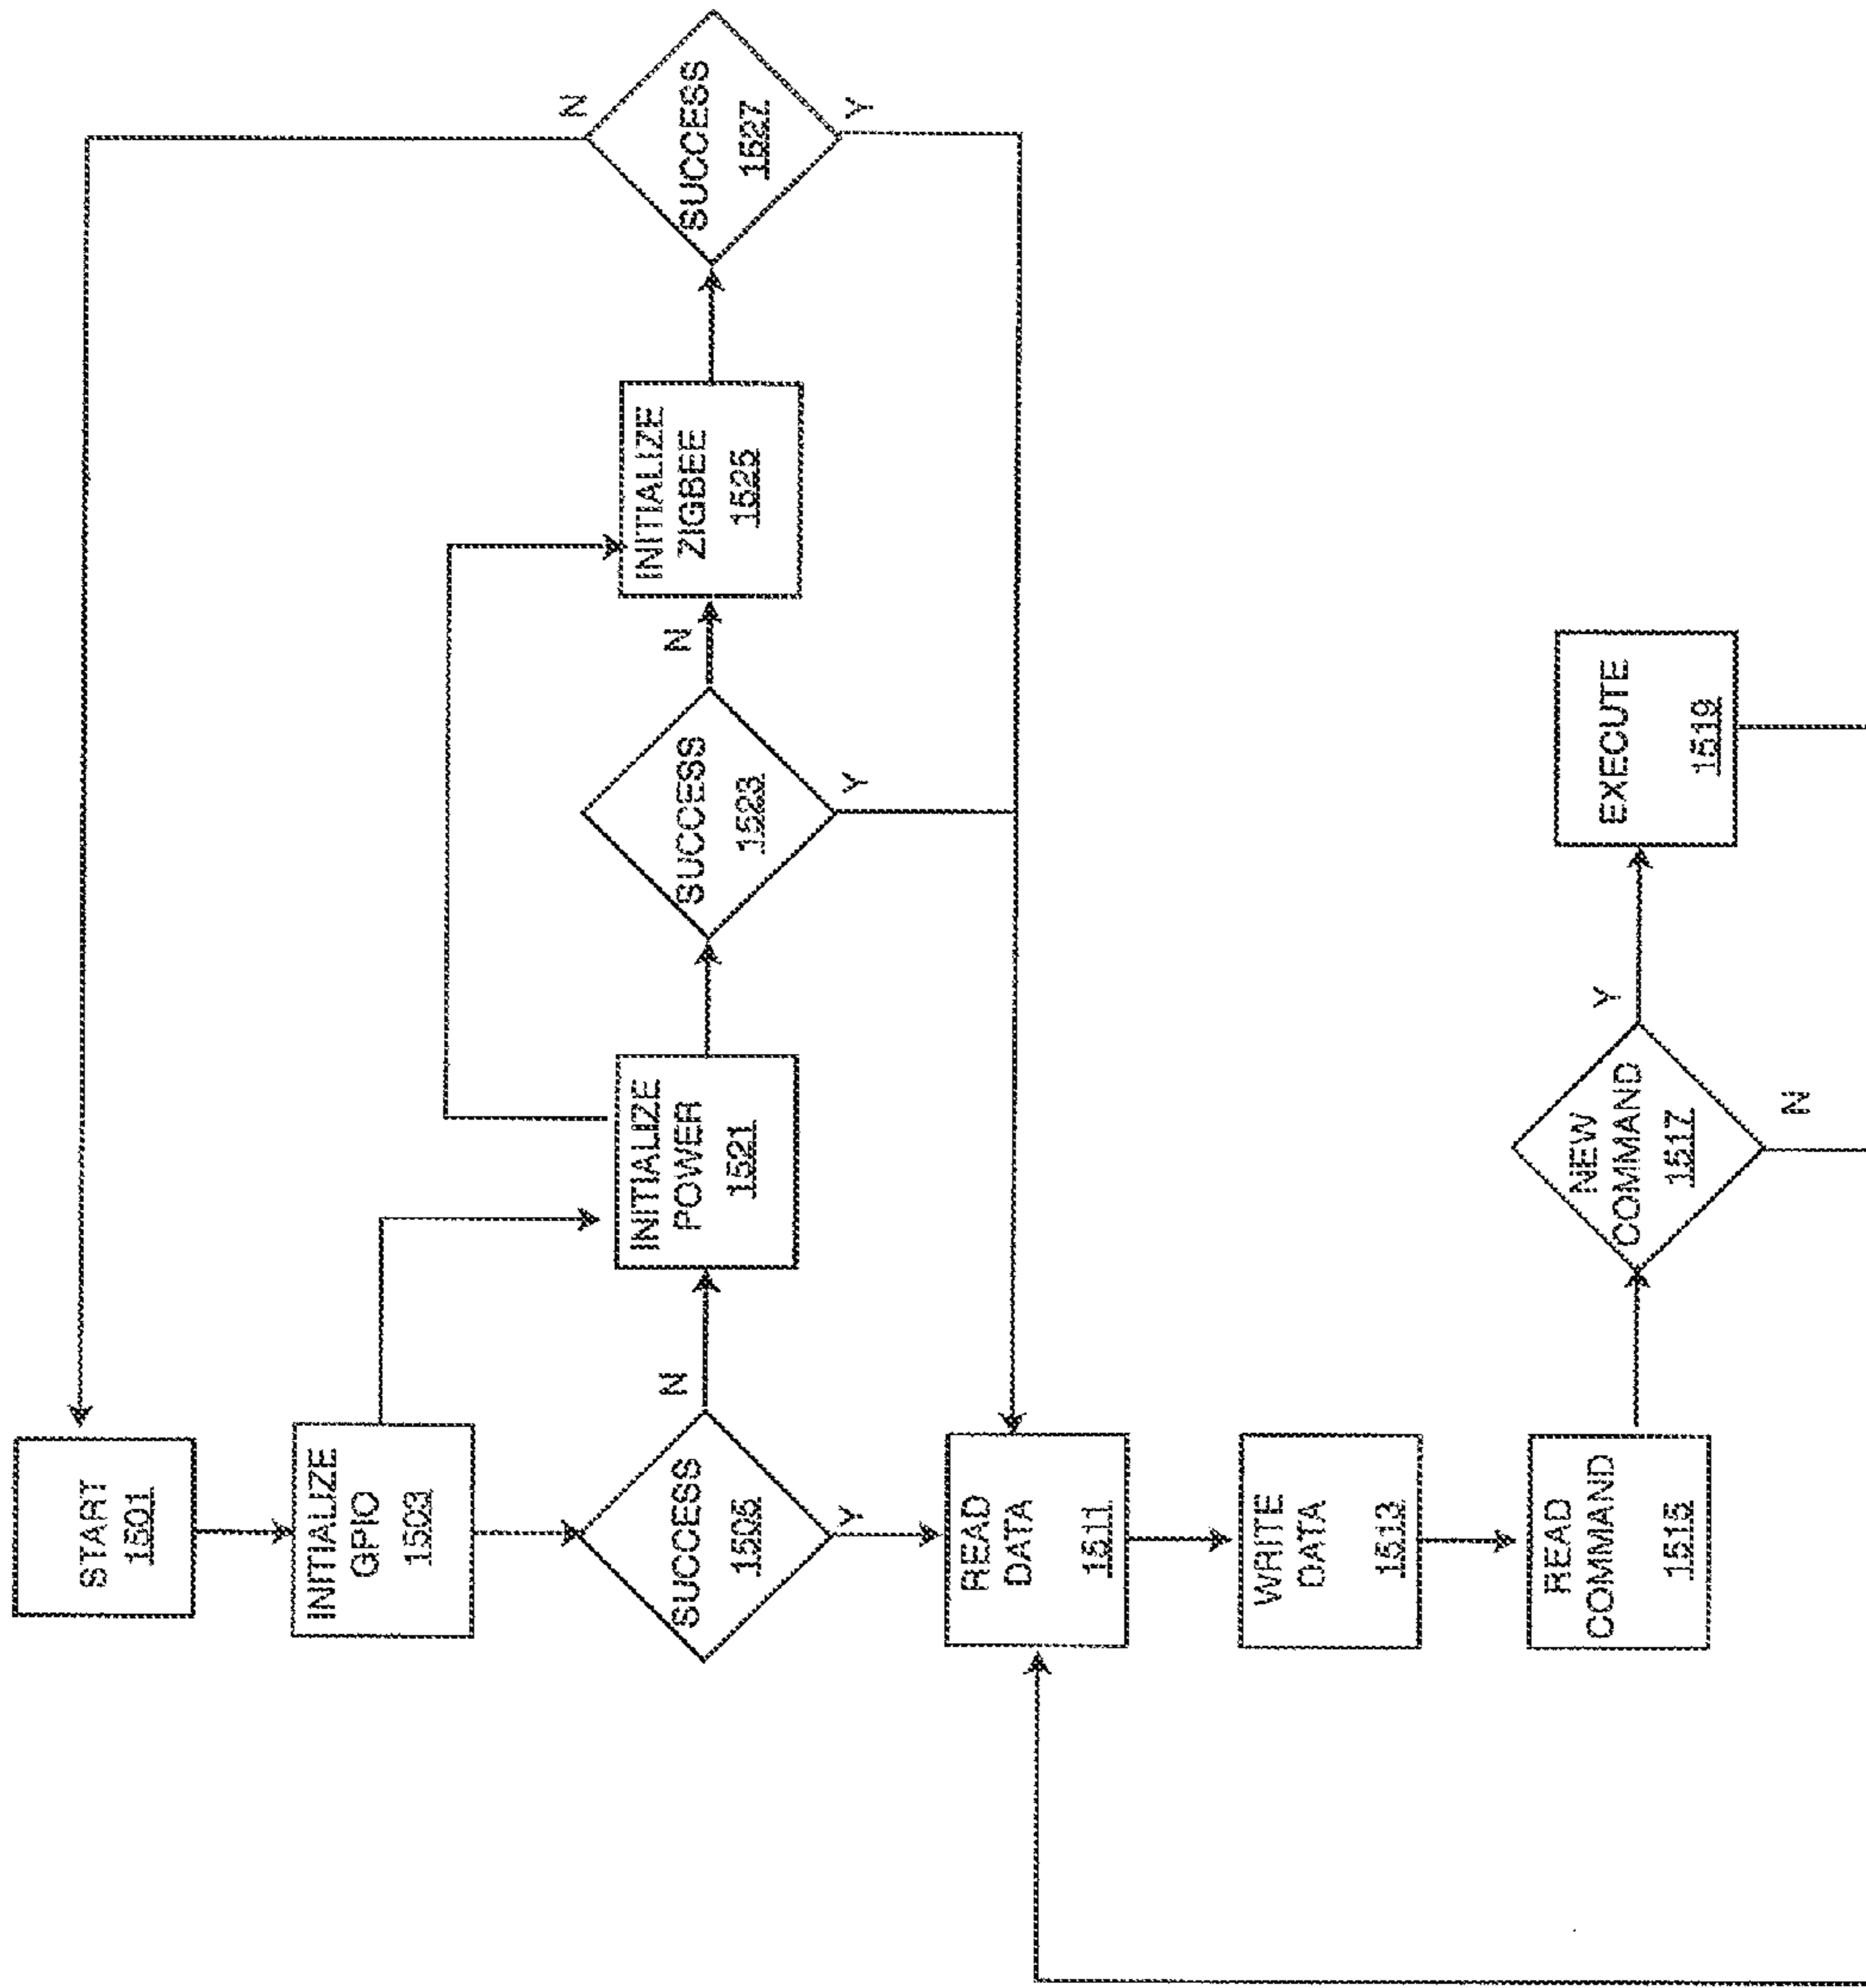 START
1501
INITIALIZE
GPIO
1503
SUCCESS
1505
N
Y
INITIALIZE
POWER
1521
SUCCESS
1523
N
Y
INITIALIZE
ZIGBEE
1525
SUCCESS
1527
N
Y
READ
DATA
1511
WRITE
DATA
1513
READ
COMMAND
1515
NEW
COMMAND
1517
Y
N
EXECUTE
1519